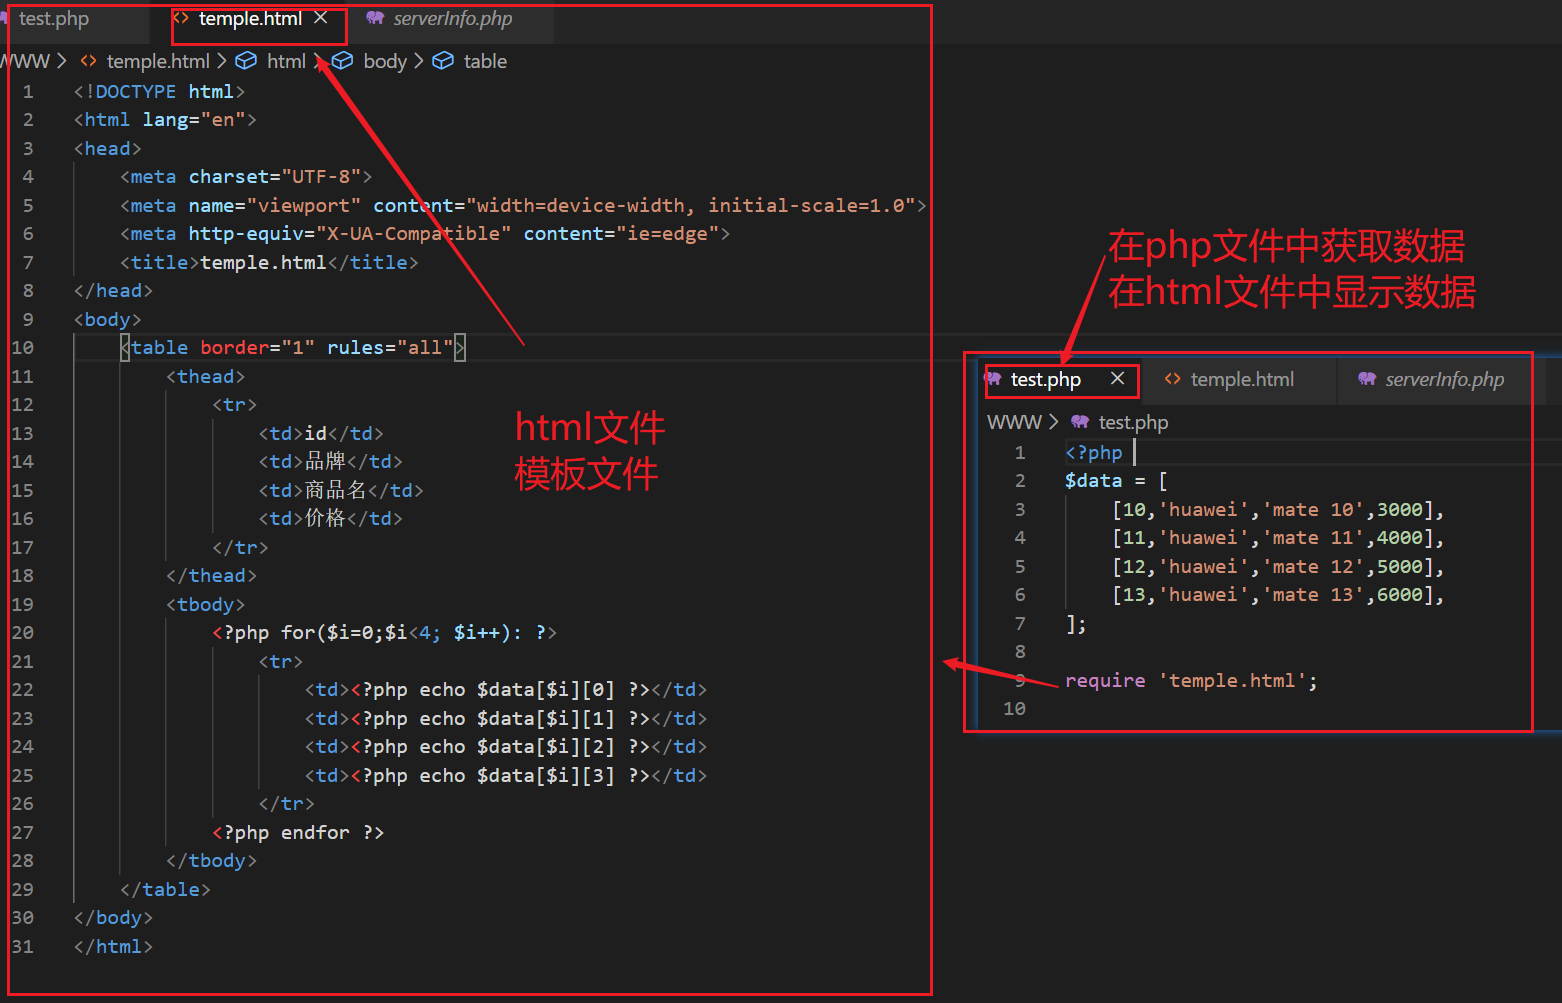 test.php temple.html serverInfo.php
WWW > temple.html > html > body > table
1 <!DOCTYPE html>
2 <html lang="en">
3 <head>
4 <meta charset="UTF-8">
5 <meta name="viewport" content="width=device-width, initial-scale=1.0">
6 <meta http-equiv="X-UA-Compatible" content="ie=edge">
7 <title>temple.html</title>
8 </head>
9 <body>
10 <table border="1" rules="all">
11 <thead>
12 <tr>
13 <td>id</td>
14 <td>品牌</td>
15 <td>商品名</td>
16 <td>价格</td>
17 </tr>
18 </thead>
19 <tbody>
20 <?php for($i=0;$i<4; $i++): ?>
21 <tr>
22 <td><?php echo $data[$i][0] ?></td>
23 <td><?php echo $data[$i][1] ?></td>
24 <td><?php echo $data[$i][2] ?></td>
25 <td><?php echo $data[$i][3] ?></td>
26 </tr>
27 <?php endfor ?>
28 </tbody>
29 </table>
30 </body>
31 </html>
html文件
模板文件
在php文件中获取数据
在html文件中显示数据
test.php temple.html serverInfo.php
WWW > test.php
1 <?php
2 $data = [
3 [10,'huawei','mate 10',3000],
4 [11,'huawei','mate 11',4000],
5 [12,'huawei','mate 12',5000],
6 [13,'huawei','mate 13',6000],
7 ];
8
9 require 'temple.html';
10